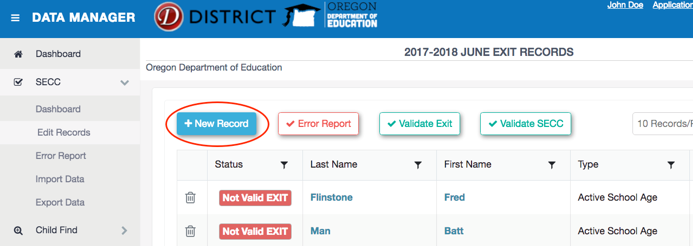 John Doe Application
DATA MANAGER
D DISTRICT
OREGON
DEPARTMENT OF
EDUCATION
2017-2018 JUNE EXIT RECORDS
Oregon Department of Education
Dashboard
SECC
Dashboard
Edit Records
Error Report
Import Data
Export Data
Child Find
+ New Record
Error Report
Validate Exit
Validate SECC
10 Records/
Status Last Name First Name Type
Not Valid EXIT Flinstone Fred Active School Age
Not Valid EXIT Man Batt Active School Age